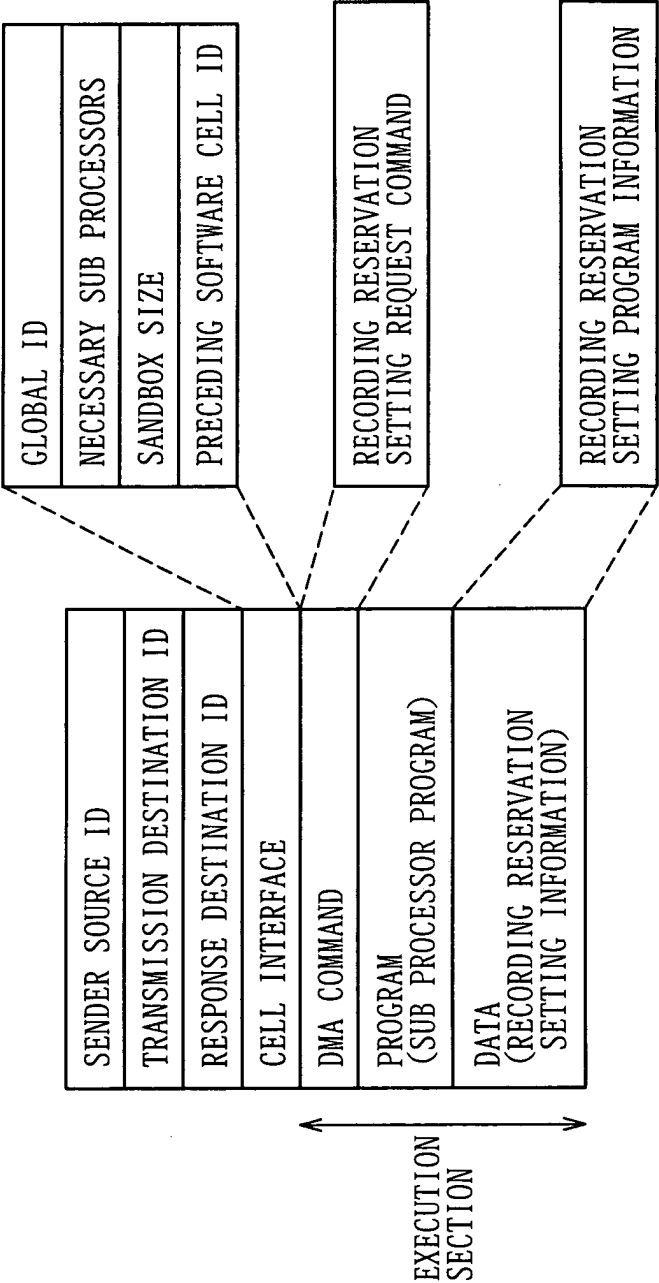 SENDER SOURCE ID
TRANSMISSION DESTINATION ID
RESPONSE DESTINATION ID
CELL INTERFACE
DMA COMMAND
PROGRAM
(SUB PROCESSOR PROGRAM)
DATA
(RECORDING RESERVATION
SETTING INFORMATION)
EXECUTION
SECTION
GLOBAL ID
NECESSARY SUB PROCESSORS
SANDBOX SIZE
PRECEDING SOFTWARE CELL ID
RECORDING RESERVATION
SETTING REQUEST COMMAND
RECORDING RESERVATION
SETTING PROGRAM INFORMATION